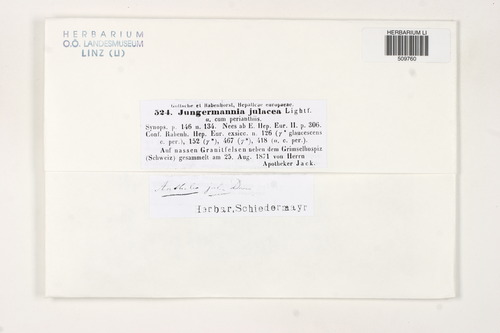 HERBARIUM
O.Ö. LANDESMUSEUM
LINZ (LI)
HERBARIUM LI
509760
Gottsche et Rabenhorst, Hepaticae europaeae.
524. Jungermannia julacea Lightf.
α, cum perianthiis.
Synops. p. 146 n. 134. Nees ab E. Hep. Eur. II. p. 306.
Conf. Rabenh. Hep. Eur. exsicc. n. 126 (γ* glaucescens
c. per.), 152 (γ*), 467 (γ*), 418 (α, c. per.).
Auf nassen Granitfelsen neben dem Grimselhospiz
(Schweiz) gesammelt am 25. Aug. 1871 von Herrn
Apotheker Jack.
Herbar, Schiedermayr